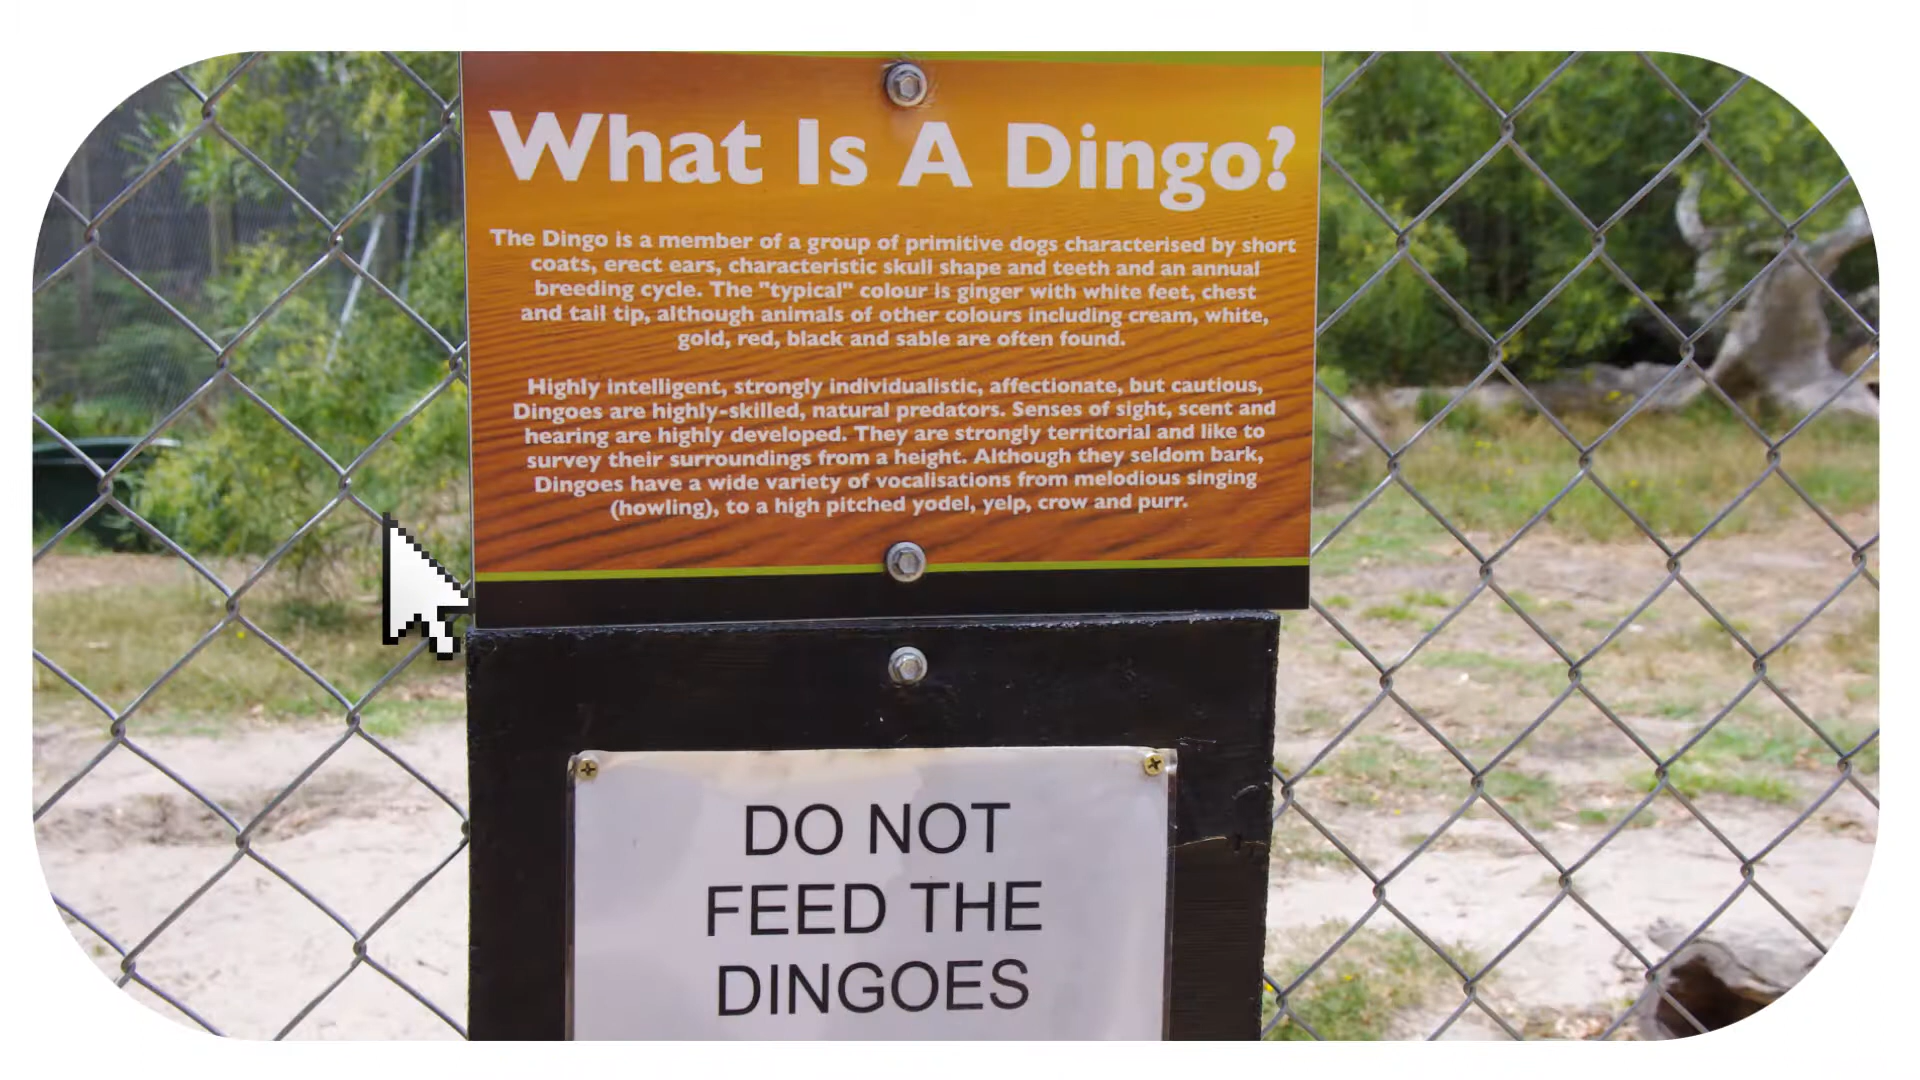 What Is A Dingo?
The Dingo is a member of a group of primitive dogs characterised by short
coats, erect ears, characteristic skull shape and teeth and an annual
breeding cycle. The "typical" colour is ginger with white feet, chest
and tail tip, although animals of other colours including cream, white,
gold, red, black and sable are often found.
Highly intelligent, strongly individualistic, affectionate, but cautious,
Dingoes are highly-skilled, natural predators. Senses of sight, scent and
hearing are highly developed. They are strongly territorial and like to
survey their surroundings from a height. Although they seldom bark,
Dingoes have a wide variety of vocalisations from melodious singing
(howling), to a high pitched yodel, yelp, crow and purr.
DO NOT
FEED THE
DINGOES